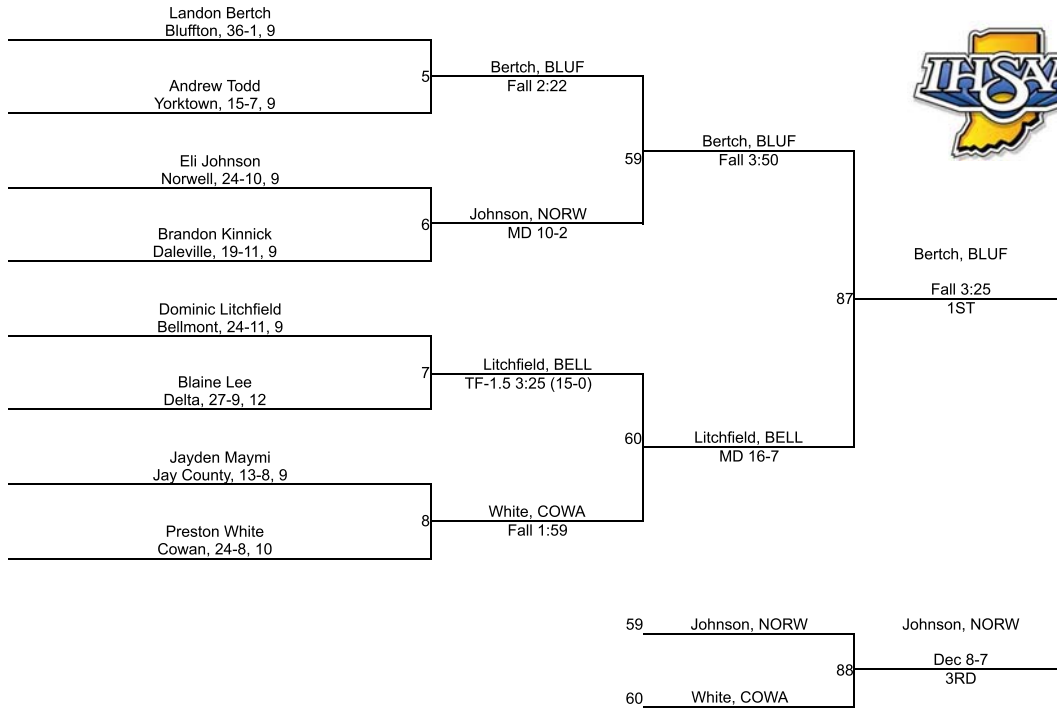 Landon Bertch
Bluffton, 36-1, 9
5
Andrew Todd
Yorktown, 15-7, 9
Bertch, BLUF
Fall 2:22
59
Eli Johnson
Norwell, 24-10, 9
6
Brandon Kinnick
Daleville, 19-11, 9
Johnson, NORW
MD 10-2
Bertch, BLUF
Fall 3:50
87
Dominic Litchfield
Bellmont, 24-11, 9
7
Blaine Lee
Delta, 27-9, 12
Litchfield, BELL
TF-1.5 3:25 (15-0)
60
Jayden Maymi
Jay County, 13-8, 9
8
Preston White
Cowan, 24-8, 10
White, COWA
Fall 1:59
Litchfield, BELL
MD 16-7
Bertch, BLUF
Fall 3:25
1ST
IHSAA
59
Johnson, NORW
88
60
White, COWA
Johnson, NORW
Dec 8-7
3RD